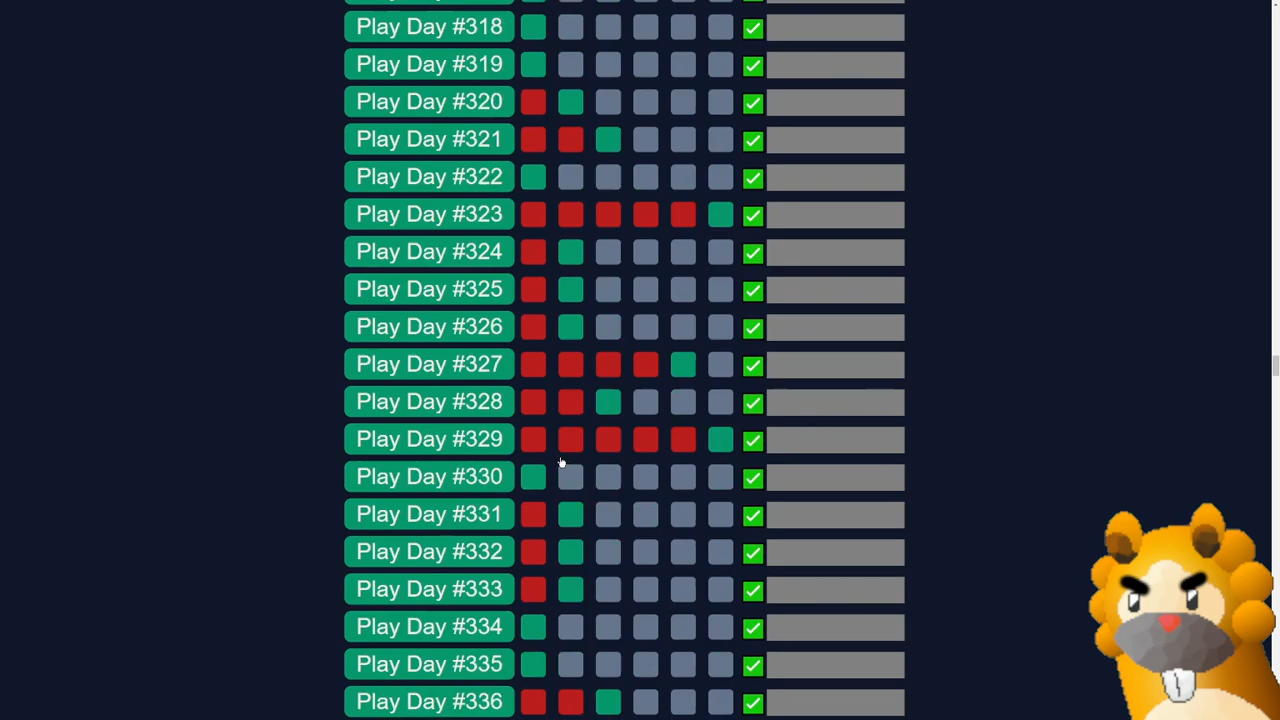 Play Day #318
Play Day #319
Play Day #320
Play Day #321
Play Day #322
Play Day #323
Play Day #324
Play Day #325
Play Day #326
Play Day #327
Play Day #328
Play Day #329
Play Day #330
Play Day #331
Play Day #332
Play Day #333
Play Day #334
Play Day #335
Play Day #336